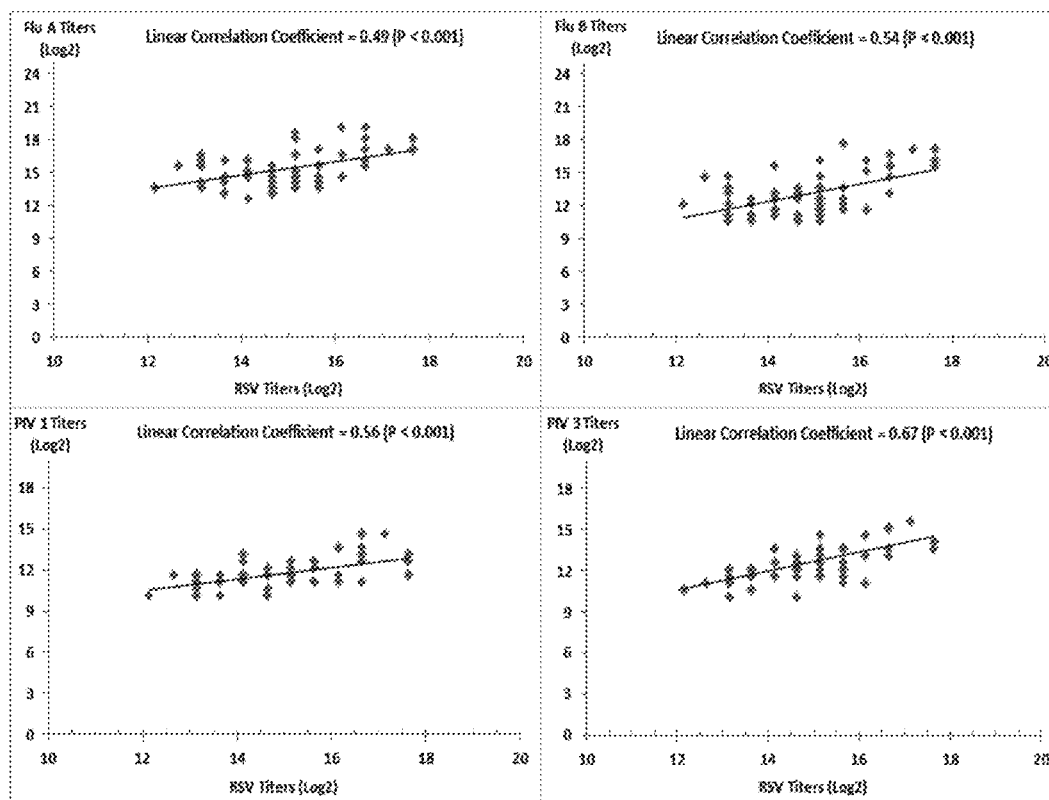 Flu A Titers
(Log2)
Linear Correlation Coefficient = 0.49 (P < 0.001)
24
21
18
15
12
9
6
3
0
10 12 14 16 18 20
RSV Titers (Log2)
Flu B Titers
(Log2)
Linear Correlation Coefficient = 0.54 (P < 0.001)
24
21
18
15
12
9
6
3
0
10 12 14 16 18 20
RSV Titers (Log2)
PIV 1 Titers
(Log2)
Linear Correlation Coefficient = 0.56 (P < 0.001)
18
15
12
9
6
3
0
10 12 14 16 18 20
RSV Titers (Log2)
PIV 3 Titers
(Log2)
Linear Correlation Coefficient = 0.67 (P < 0.001)
18
15
12
9
6
3
0
10 12 14 16 18 20
RSV Titers (Log2)